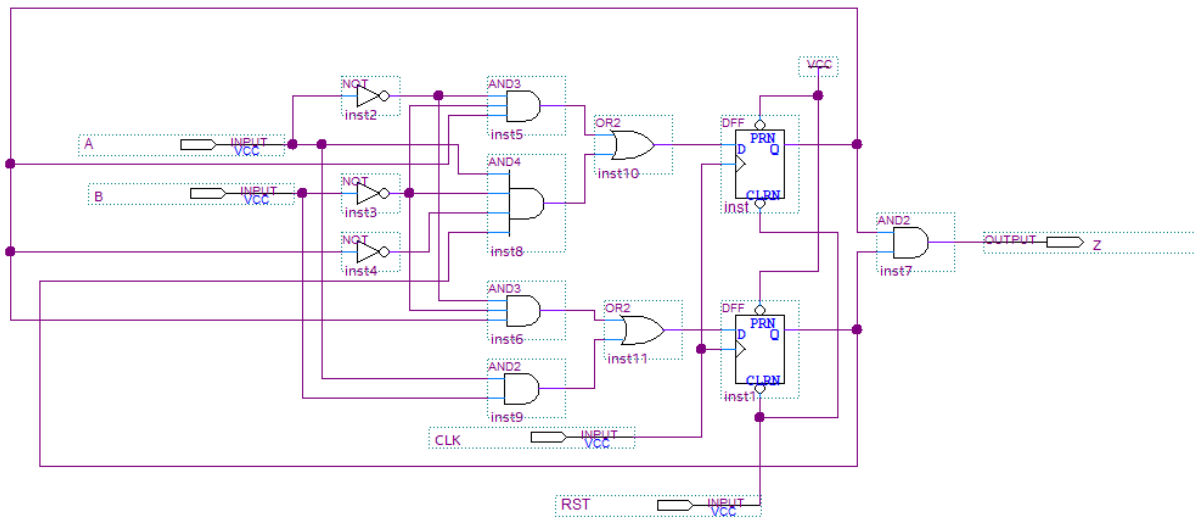 VCC
NOT
AND3
inst2
inst5
OR2
DFF
PRN
D
Q
CLRN
inst
A
INPUT
VCC
AND4
inst10
B
INPUT
VCC
NOT
inst3
inst8
NOT
inst4
AND2
inst7
OUTPUT
Z
AND3
inst6
OR2
inst11
DFF
PRN
D
Q
CLRN
inst1
AND2
inst9
CLK
INPUT
VCC
RST
INPUT
VCC